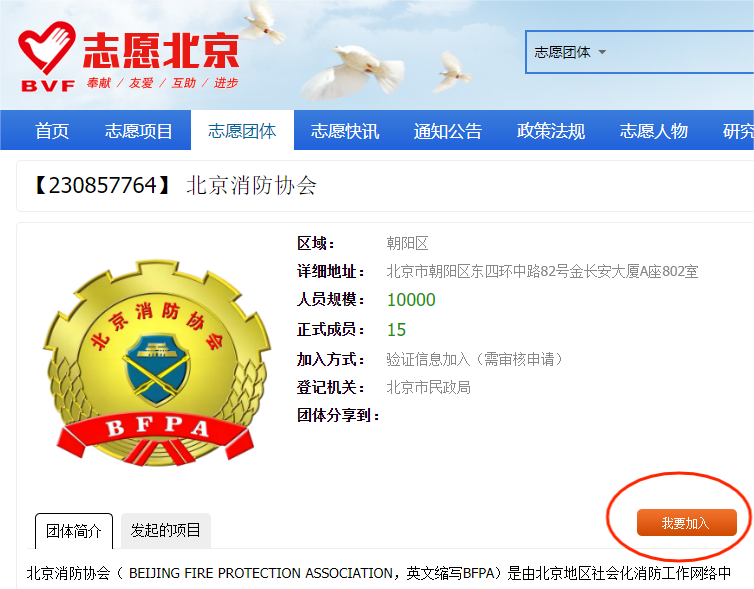 志愿北京
BVF 奉献 / 友爱 / 互助 / 进步
志愿团体
首页 志愿项目 志愿团体 志愿快讯 通知公告 政策法规 志愿人物 研究
【230857764】 北京消防协会
北京消防协会
BFPA
区域： 朝阳区
详细地址： 北京市朝阳区东四环中路82号金长安大厦A座802室
人员规模： 10000
正式成员： 15
加入方式： 验证信息加入（需审核申请）
登记机关： 北京市民政局
团体分享到：
团体简介 发起的项目 我要加入
北京消防协会（ BEIJING FIRE PROTECTION ASSOCIATION，英文缩写BFPA）是由北京地区社会化消防工作网络中